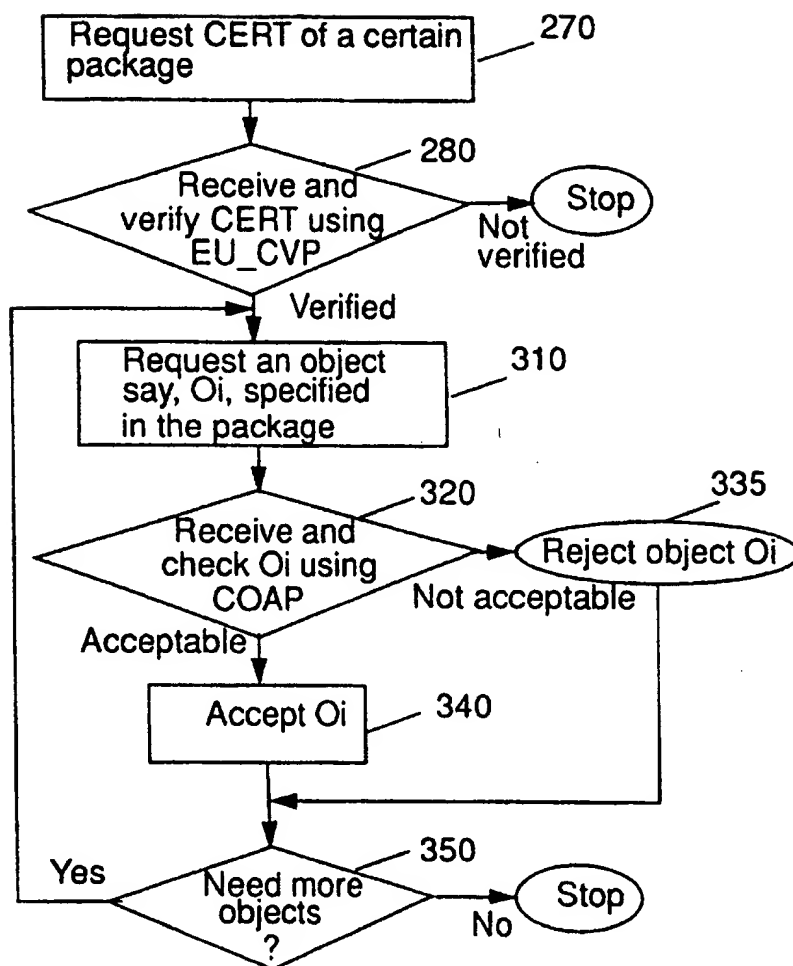 Request CERT of a certain
package
270
280
Receive and
verify CERT using
EU_CVP
Stop
Not
verified
Verified
Request an object
say, Oi, specified
in the package
310
320
335
Receive and
check Oi using
COAP
Reject object Oi
Not acceptable
Acceptable
Accept Oi
340
350
Yes
Need more
objects
?
Stop
No